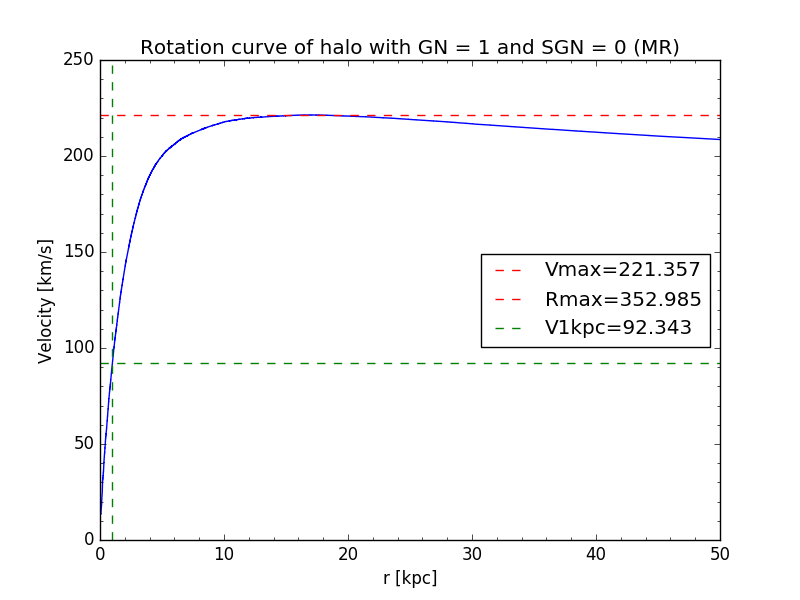 Rotation curve of halo with GN = 1 and SGN = 0 (MR)
250
200
150
100
50
0
Velocity [km/s]
Vmax=221.357
Rmax=352.985
V1kpc=92.343
0 10 20 30 40 50
r [kpc]